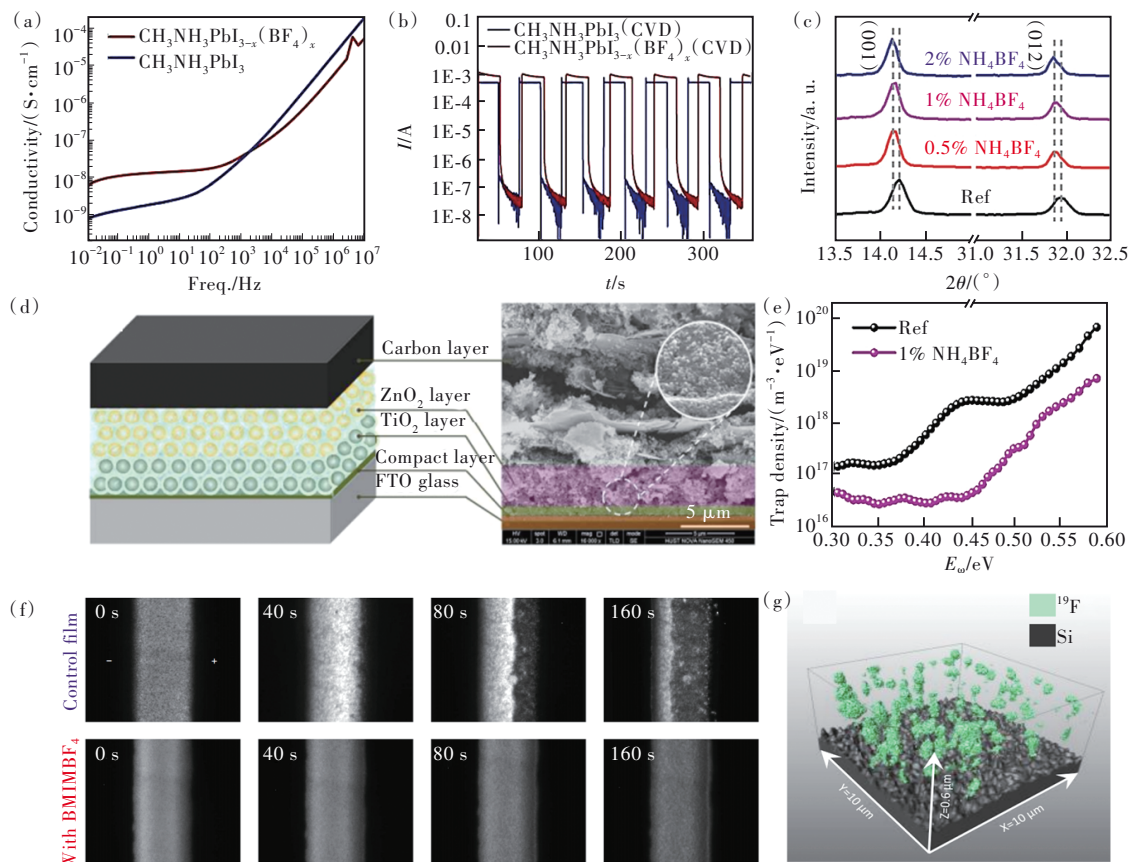 (a)
Conductivity/(S·cm⁻¹)
10⁻⁴
10⁻⁵
10⁻⁶
10⁻⁷
10⁻⁸
10⁻⁹
CH₃NH₃PbI₃₋ₓ(BF₄)ₓ
CH₃NH₃PbI₃
10⁻² 10⁻¹ 10⁰ 10¹ 10² 10³ 10⁴ 10⁵ 10⁶ 10⁷
Freq./Hz
(b)
I/A
0.1
0.01
1E-3
1E-4
1E-5
1E-6
1E-7
1E-8
CH₃NH₃PbI₃(CVD)
CH₃NH₃PbI₃₋ₓ(BF₄)ₓ(CVD)
100 200 300
t/s
(c)
Intensity/a. u.
(001)
(012)
2% NH₄BF₄
1% NH₄BF₄
0.5% NH₄BF₄
Ref
13.5 14.0 14.5 31.0 31.5 32.0 32.5
2θ/(°)
(d)
Carbon layer
ZnO₂ layer
TiO₂ layer
Compact layer
FTO glass
5 μm
(e)
Trap density/(m⁻³·eV⁻¹)
10²⁰
10¹⁹
10¹⁸
10¹⁷
10¹⁶
Ref
1% NH₄BF₄
0.30 0.35 0.40 0.45 0.50 0.55 0.60
E_ω/eV
(f)
Control film
0 s
40 s
80 s
160 s
− +
With BMIMBF₄
0 s
40 s
80 s
160 s
(g)
¹⁹F
Si
Y=10 μm
Z=0.6 μm
X=10 μm